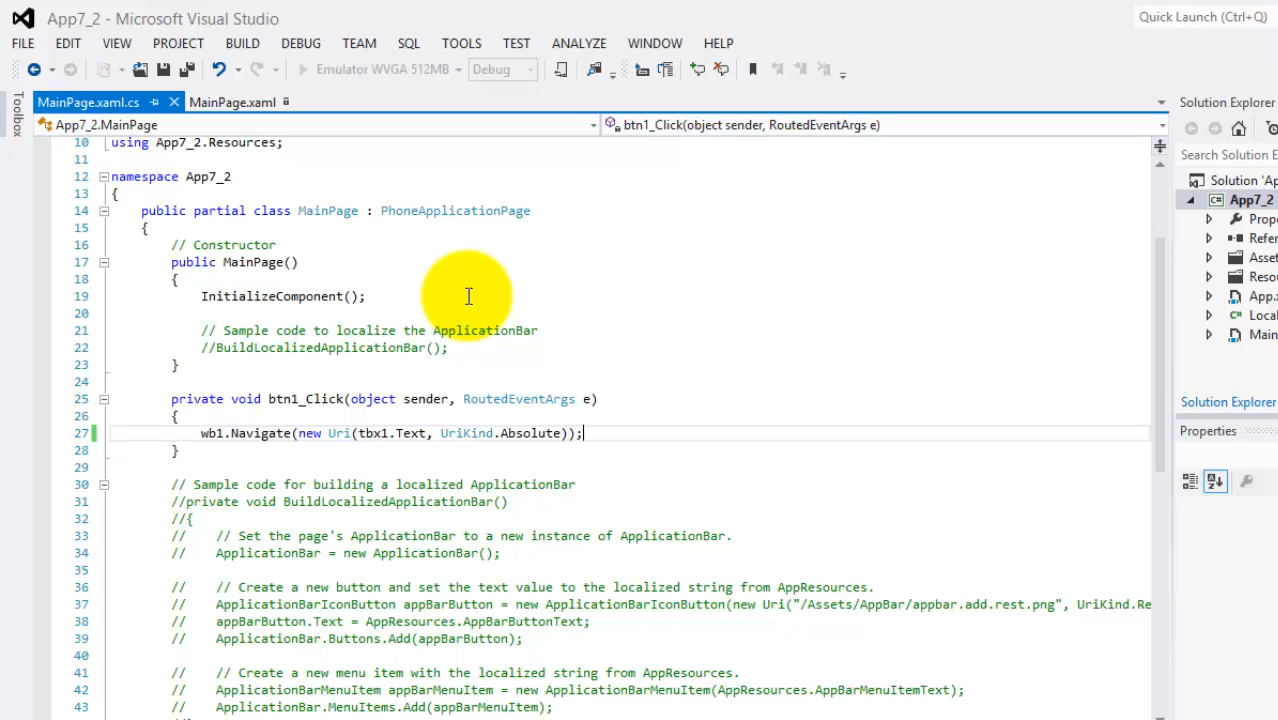 App7_2 - Microsoft Visual Studio
Quick Launch (Ctrl+Q)
FILE EDIT VIEW PROJECT BUILD DEBUG TEAM SQL TOOLS TEST ANALYZE WINDOW HELP
Emulator WVGA 512MB Debug
Toolbox
MainPage.xaml.cs MainPage.xaml
App7_2.MainPage btn1_Click(object sender, RoutedEventArgs e)
10 using App7_2.Resources;
11
12 namespace App7_2
13 {
14 public partial class MainPage : PhoneApplicationPage
15 {
16 // Constructor
17 public MainPage()
18 {
19 InitializeComponent();
20
21 // Sample code to localize the ApplicationBar
22 //BuildLocalizedApplicationBar();
23 }
24
25 private void btn1_Click(object sender, RoutedEventArgs e)
26 {
27 wb1.Navigate(new Uri(tbx1.Text, UriKind.Absolute));
28 }
29
30 // Sample code for building a localized ApplicationBar
31 //private void BuildLocalizedApplicationBar()
32 //{
33 // // Set the page's ApplicationBar to a new instance of ApplicationBar.
34 // ApplicationBar = new ApplicationBar();
35
36 // // Create a new button and set the text value to the localized string from AppResources.
37 // ApplicationBarIconButton appBarButton = new ApplicationBarIconButton(new Uri("/Assets/AppBar/appbar.add.rest.png", UriKind.Re
38 // appBarButton.Text = AppResources.AppBarButtonText;
39 // ApplicationBar.Buttons.Add(appBarButton);
40
41 // // Create a new menu item with the localized string from AppResources.
42 // ApplicationBarMenuItem appBarMenuItem = new ApplicationBarMenuItem(AppResources.AppBarMenuItemText);
43 // ApplicationBar.MenuItems.Add(appBarMenuItem);
Solution Explorer
Search Solution E
Solution 'Ap
App7_2
Prope
Refer
Asset
Resou
App.x
Local
Main
Solution Explorer
Properties